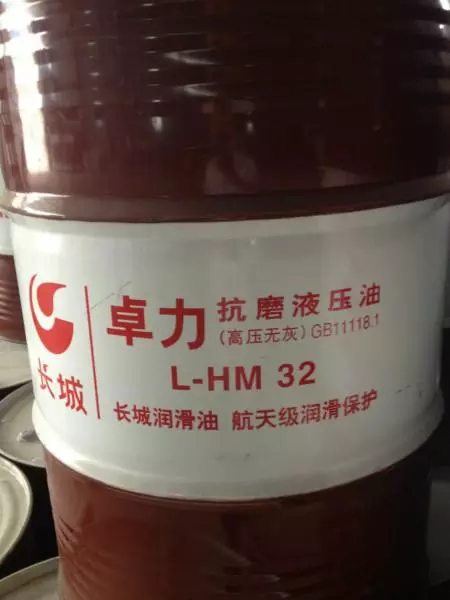 长城
卓力
抗磨液压油
(高压无灰) GB11118.1
L-HM 32
长城润滑油 航天级润滑保护